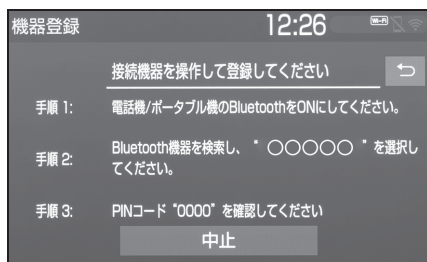 機器登録 12:26 Wi-Fi
接続機器を操作して登録してください
手順 1: 電話機/ポータブル機のBluetoothをONにしてください。
手順 2: Bluetooth機器を検索し、"○○○○○"を選択し
てください。
手順 3: PINコード"0000"を確認してください
中止